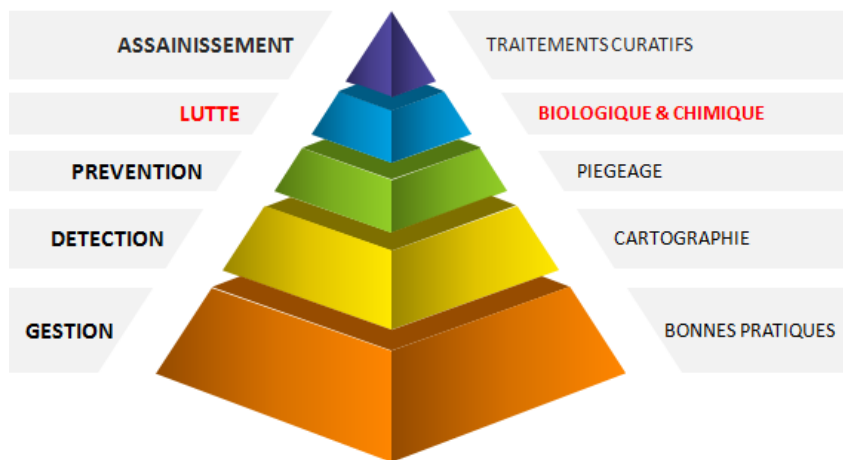 ASSAINISSEMENT TRAITEMENTS CURATIFS
LUTTE BIOLOGIQUE & CHIMIQUE
PREVENTION PIEGEAGE
DETECTION CARTOGRAPHIE
GESTION BONNES PRATIQUES